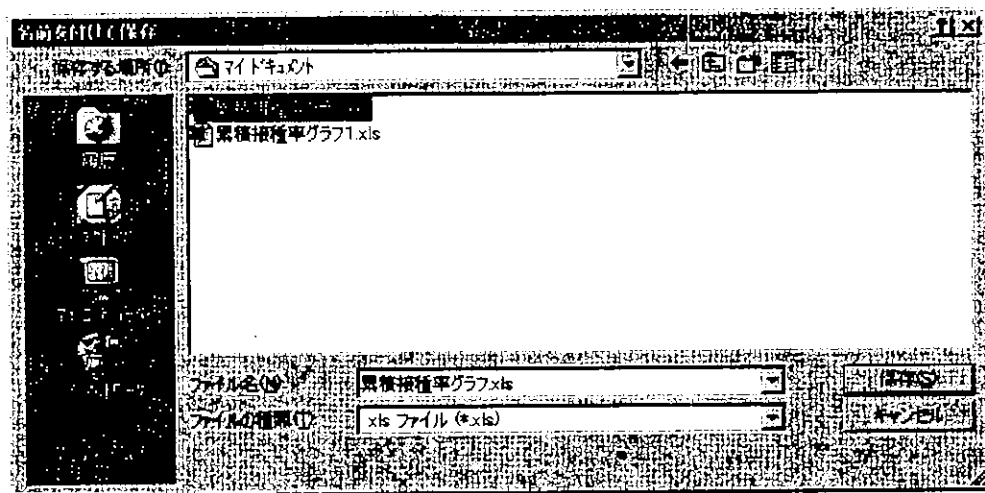 名前を付けて保存
保存する場所(I):
マイ ドキュメント
累積接種率グラフ1.xls
履歴
ファイル名(N):
累積接種率グラフ.xls
保存(S)
ファイルの種類(T):
xls ファイル (*.xls)
キャンセル